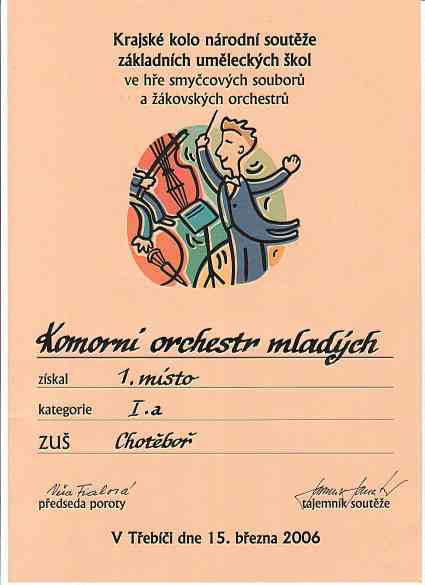 Krajské kolo národní soutěže
základních uměleckých škol
ve hře smyčcových souborů
a žákovských orchestrů
Komorní orchestr mladých
získal 1. místo
kategorie I.a
ZUŠ Chotěboř
předseda poroty
tajemník soutěže
V Třebíči dne 15. března 2006